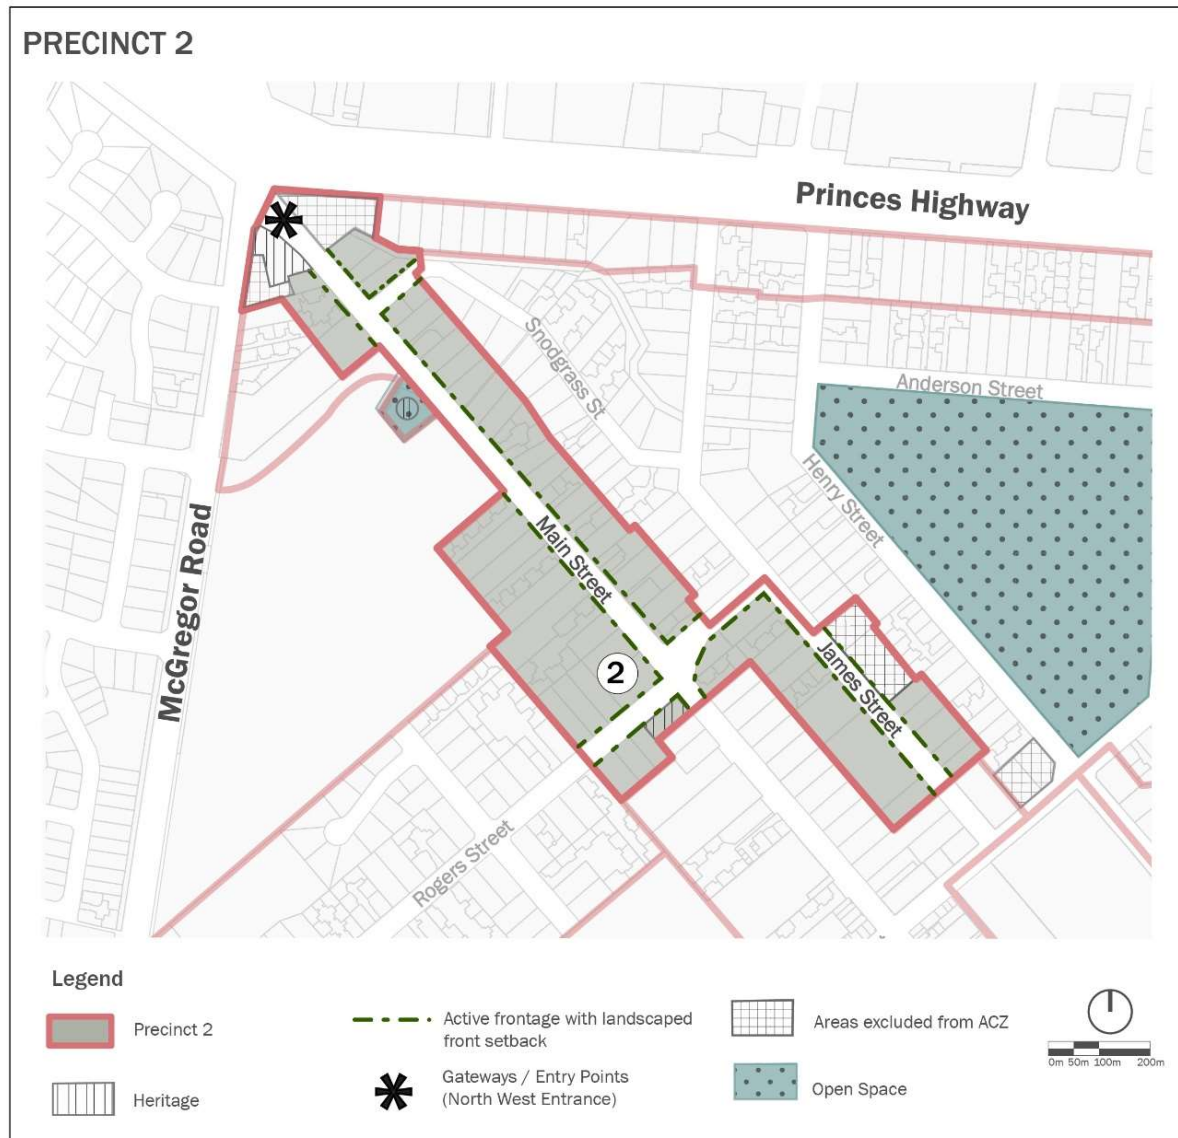 PRECINCT 2
Princes Highway
Anderson Street
Snodgrass St
Henry Street
McGregor Road
Main Street
2
James Street
Rogers Street
Legend
Precinct 2
Heritage
Active frontage with landscaped
front setback
Gateways / Entry Points
(North West Entrance)
Areas excluded from ACZ
Open Space
0m 50m 100m 200m